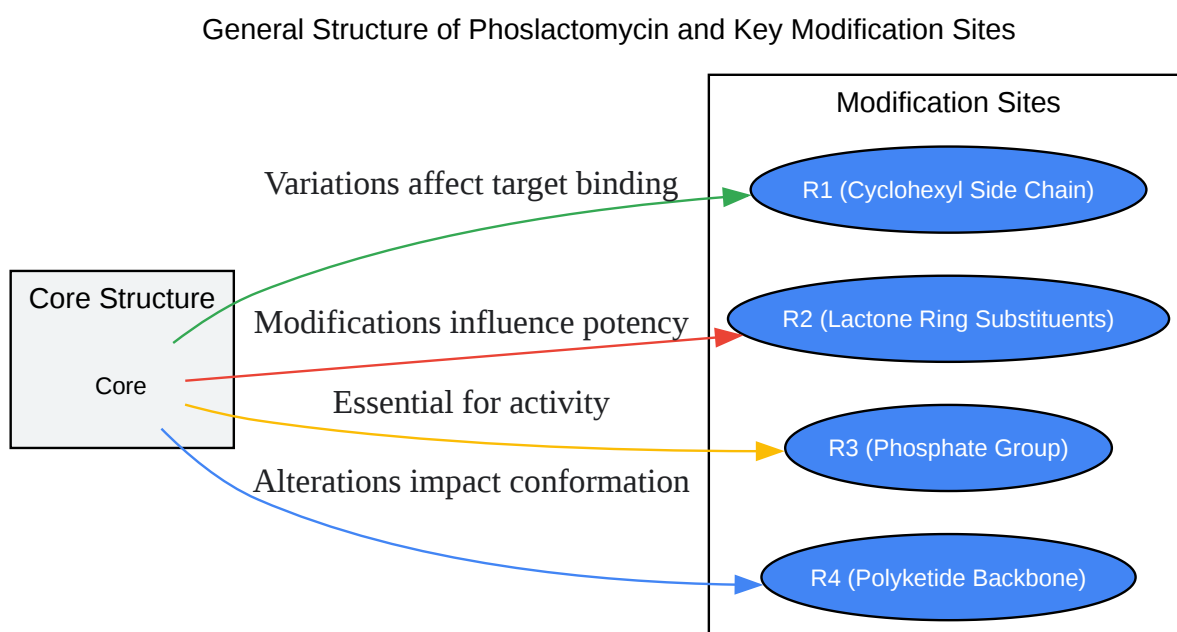 General Structure of Phoslactomycin and Key Modification Sites
Modification Sites
Variations affect target binding
R1 (Cyclohexyl Side Chain)
Core Structure
Modifications influence potency
R2 (Lactone Ring Substituents)
Core
Essential for activity
R3 (Phosphate Group)
Alterations impact conformation
R4 (Polyketide Backbone)